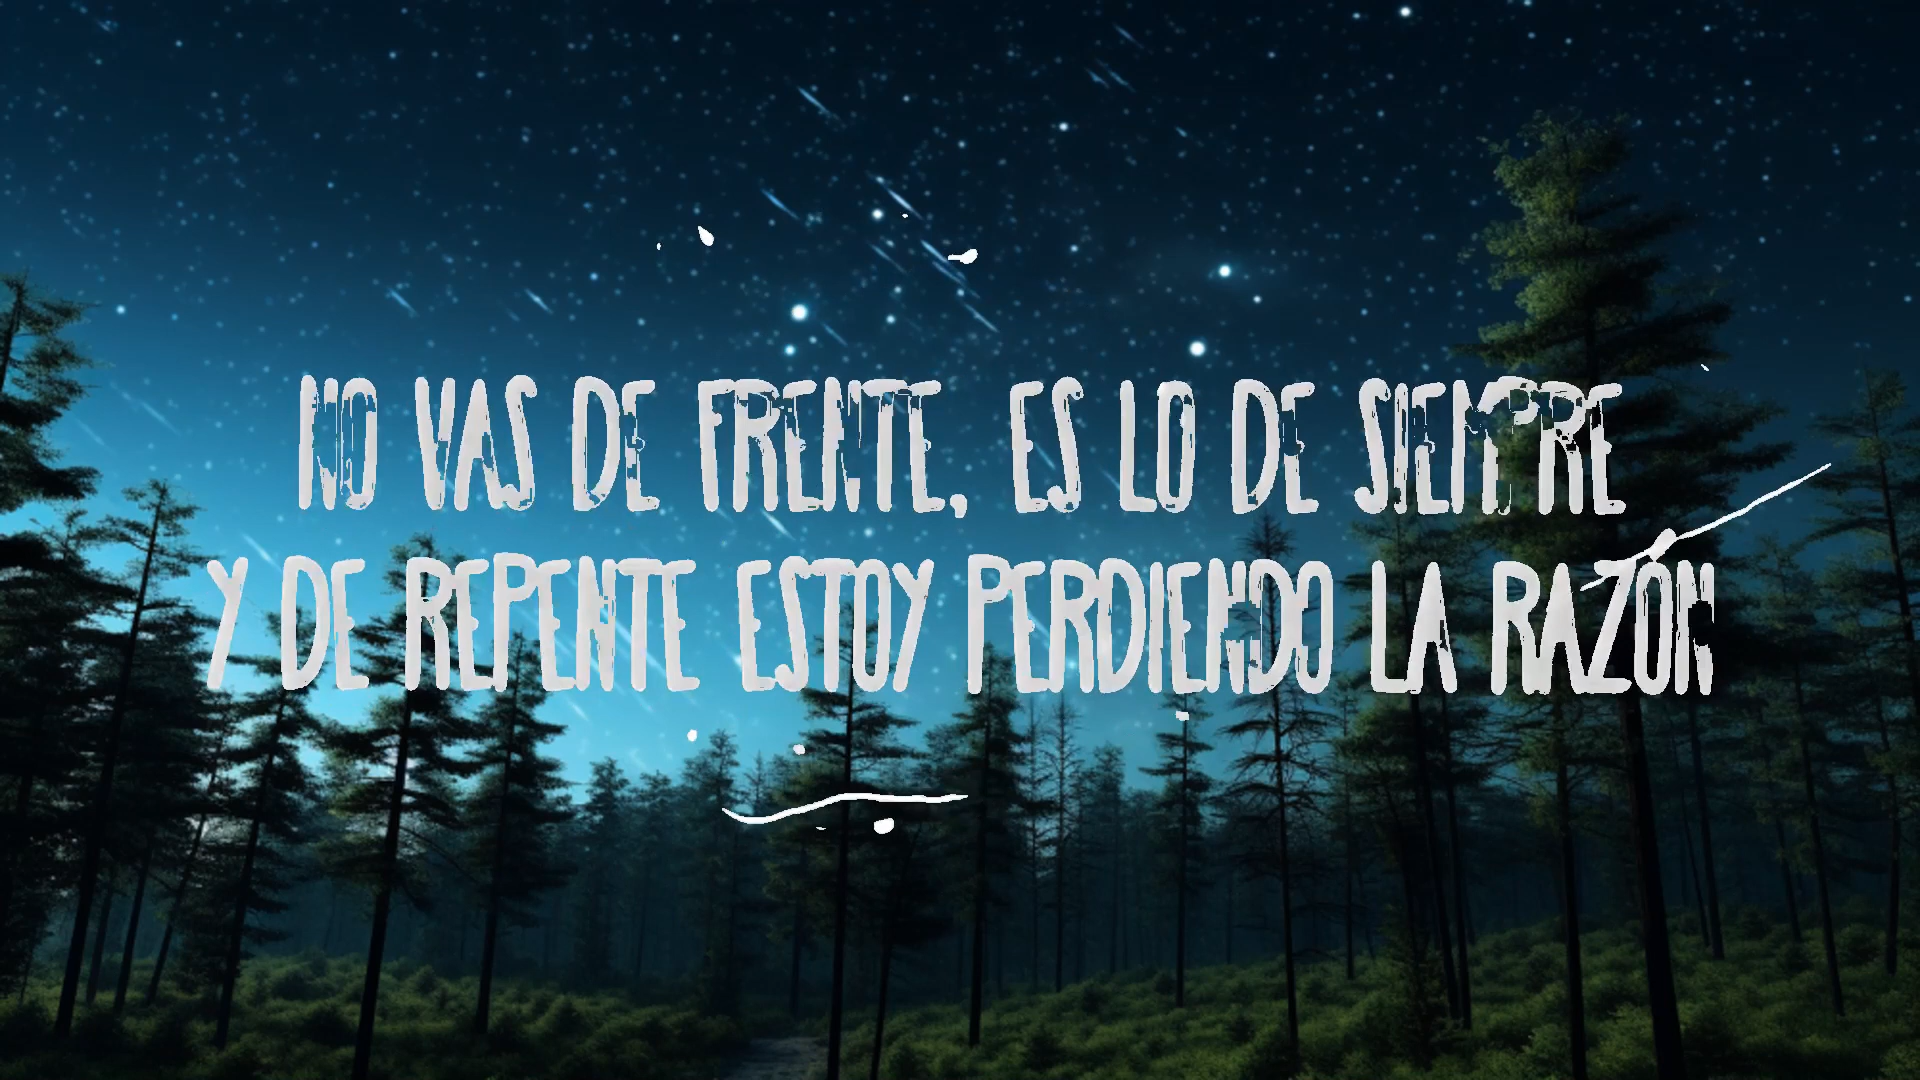 NO VAS DE FRENTE, ES LO DE SIEMPRE
Y DE REPENTE ESTOY PERDIENDO LA RAZÓN